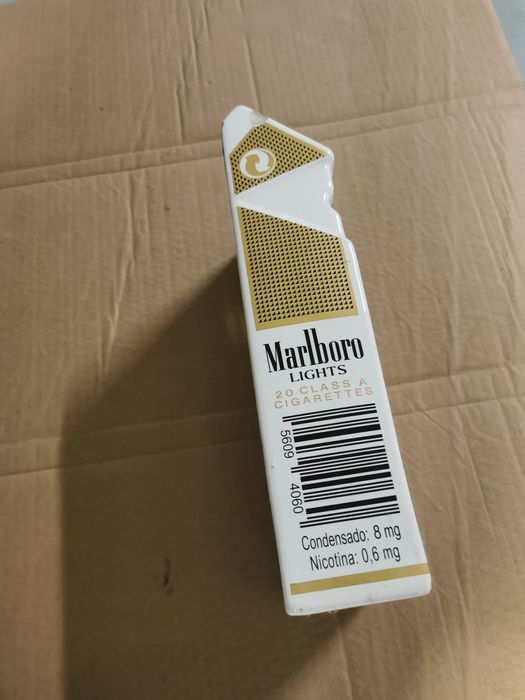 Marlboro
LIGHTS
20 CLASS A
CIGARETTES
5609 4060
Condensado: 8 mg
Nicotina: 0,6 mg